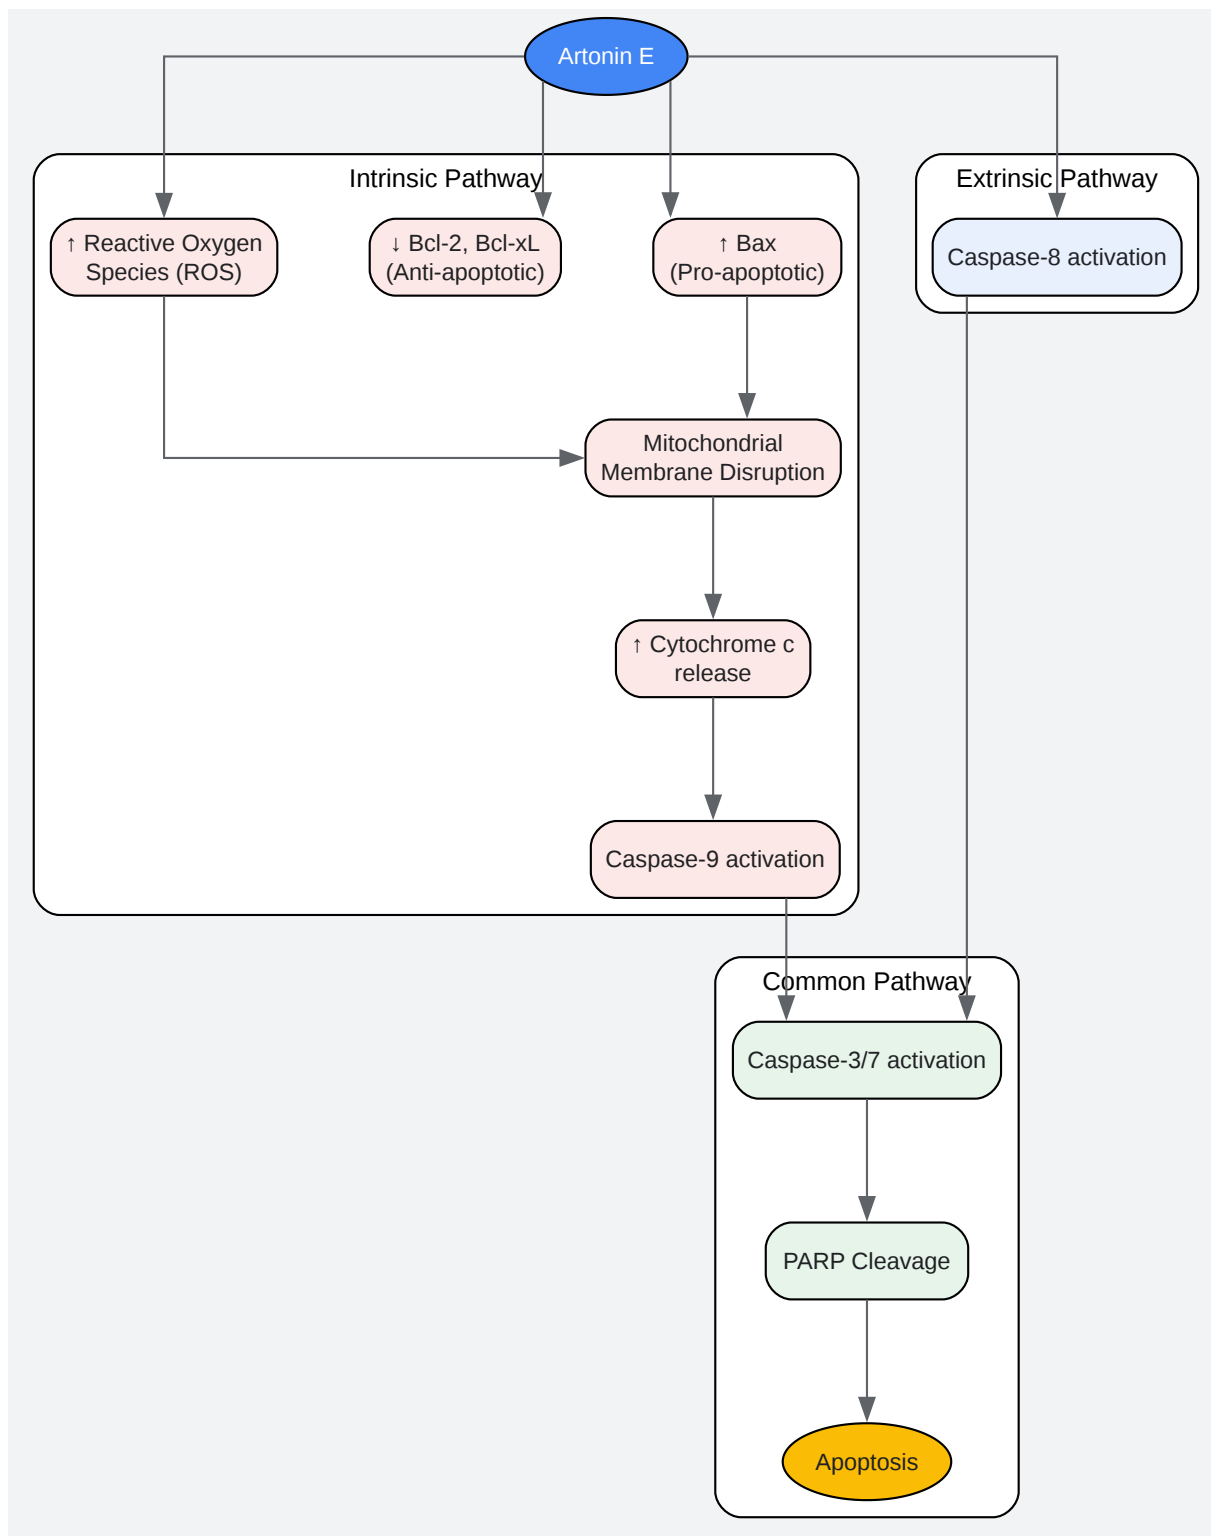 Artonin E
Intrinsic Pathway
Extrinsic Pathway
↑ Reactive Oxygen
Species (ROS)
↓ Bcl-2, Bcl-xL
(Anti-apoptotic)
↑ Bax
(Pro-apoptotic)
Caspase-8 activation
Mitochondrial
Membrane Disruption
↑ Cytochrome c
release
Caspase-9 activation
Common Pathway
Caspase-3/7 activation
PARP Cleavage
Apoptosis